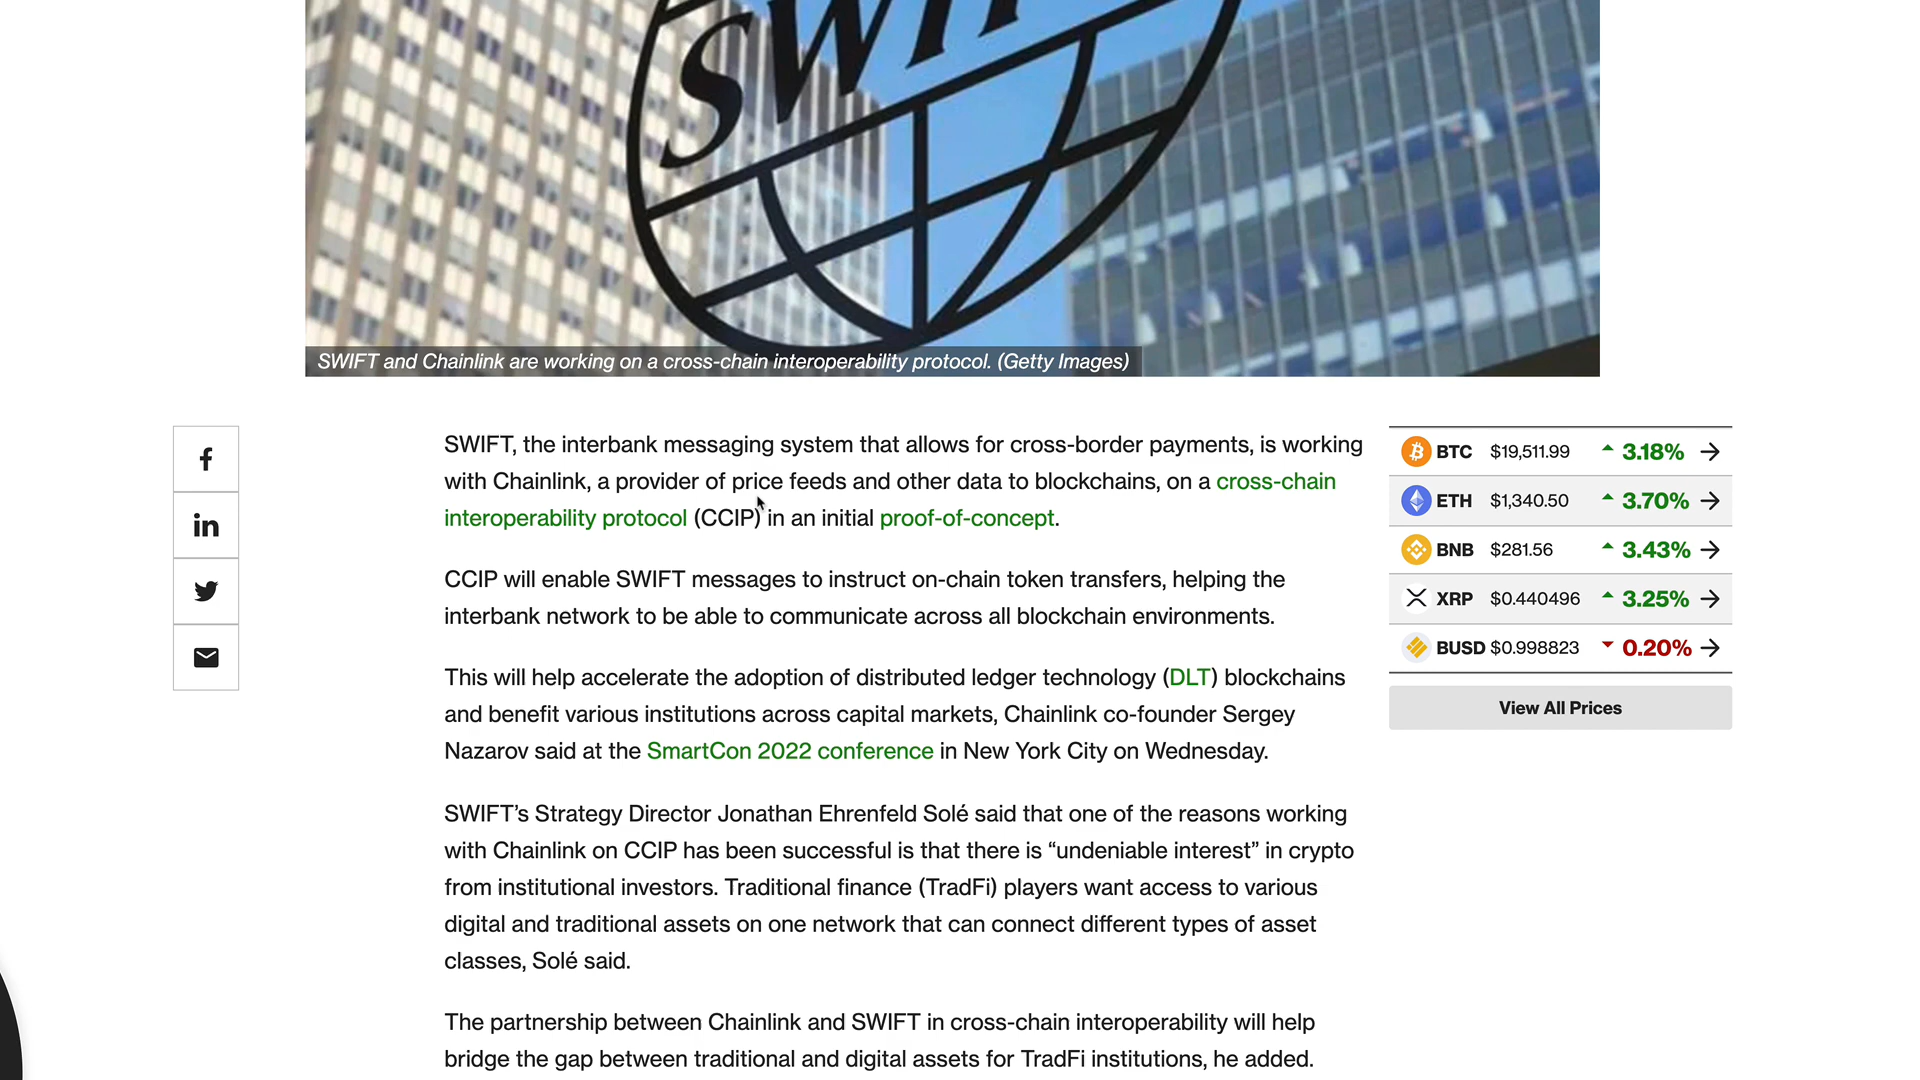 SWIFT and Chainlink are working on a cross-chain interoperability protocol. (Getty Images)
SWIFT, the interbank messaging system that allows for cross-border payments, is working
with Chainlink, a provider of price feeds and other data to blockchains, on a cross-chain
interoperability protocol (CCIP) in an initial proof-of-concept.
CCIP will enable SWIFT messages to instruct on-chain token transfers, helping the
interbank network to be able to communicate across all blockchain environments.
This will help accelerate the adoption of distributed ledger technology (DLT) blockchains
and benefit various institutions across capital markets, Chainlink co-founder Sergey
Nazarov said at the SmartCon 2022 conference in New York City on Wednesday.
SWIFT’s Strategy Director Jonathan Ehrenfeld Solé said that one of the reasons working
with Chainlink on CCIP has been successful is that there is “undeniable interest” in crypto
from institutional investors. Traditional finance (TradFi) players want access to various
digital and traditional assets on one network that can connect different types of asset
classes, Solé said.
The partnership between Chainlink and SWIFT in cross-chain interoperability will help
bridge the gap between traditional and digital assets for TradFi institutions, he added.
BTC $19,511.99 3.18%
ETH $1,340.50 3.70%
BNB $281.56 3.43%
XRP $0.440496 3.25%
BUSD $0.998823 0.20%
View All Prices